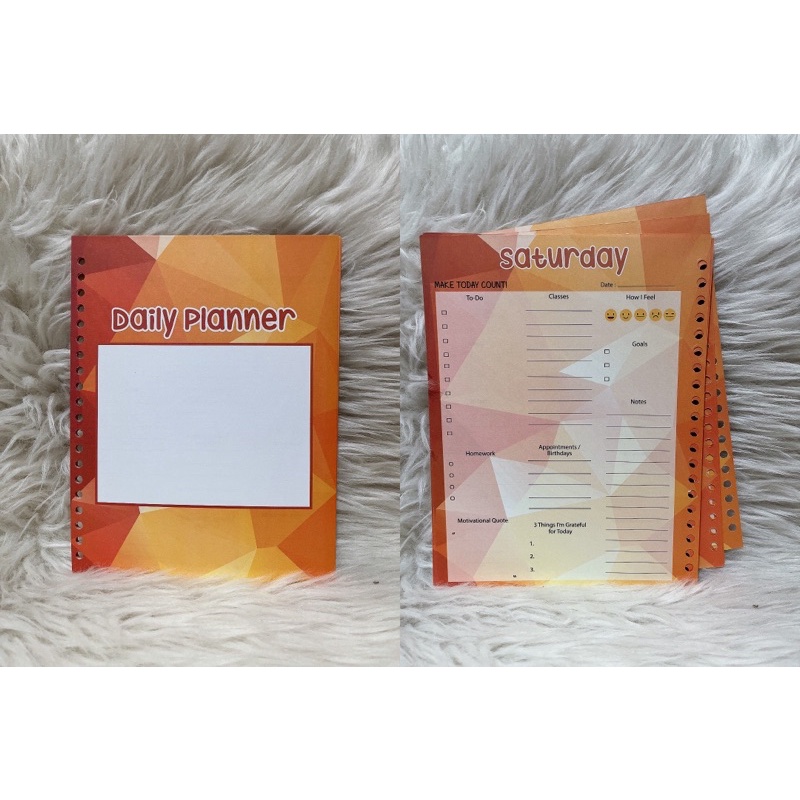 Daily Planner
Saturday
MAKE TODAY COUNT!
Date :
To-Do
Classes
How I Feel
Goals
Notes
Homework
Appointments /
Birthdays
Motivational Quote
“
”
3 Things I'm Grateful
for Today
1.
2.
3.